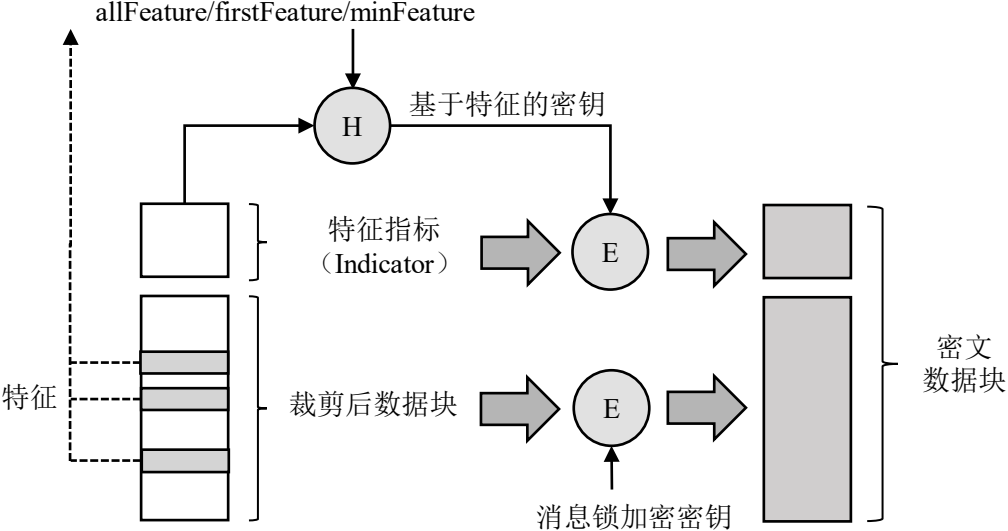 allFeature/firstFeature/minFeature
基于特征的密钥
H
特征指标
（Indicator）
E
密文
数据块
特征
裁剪后数据块
E
消息锁加密密钥